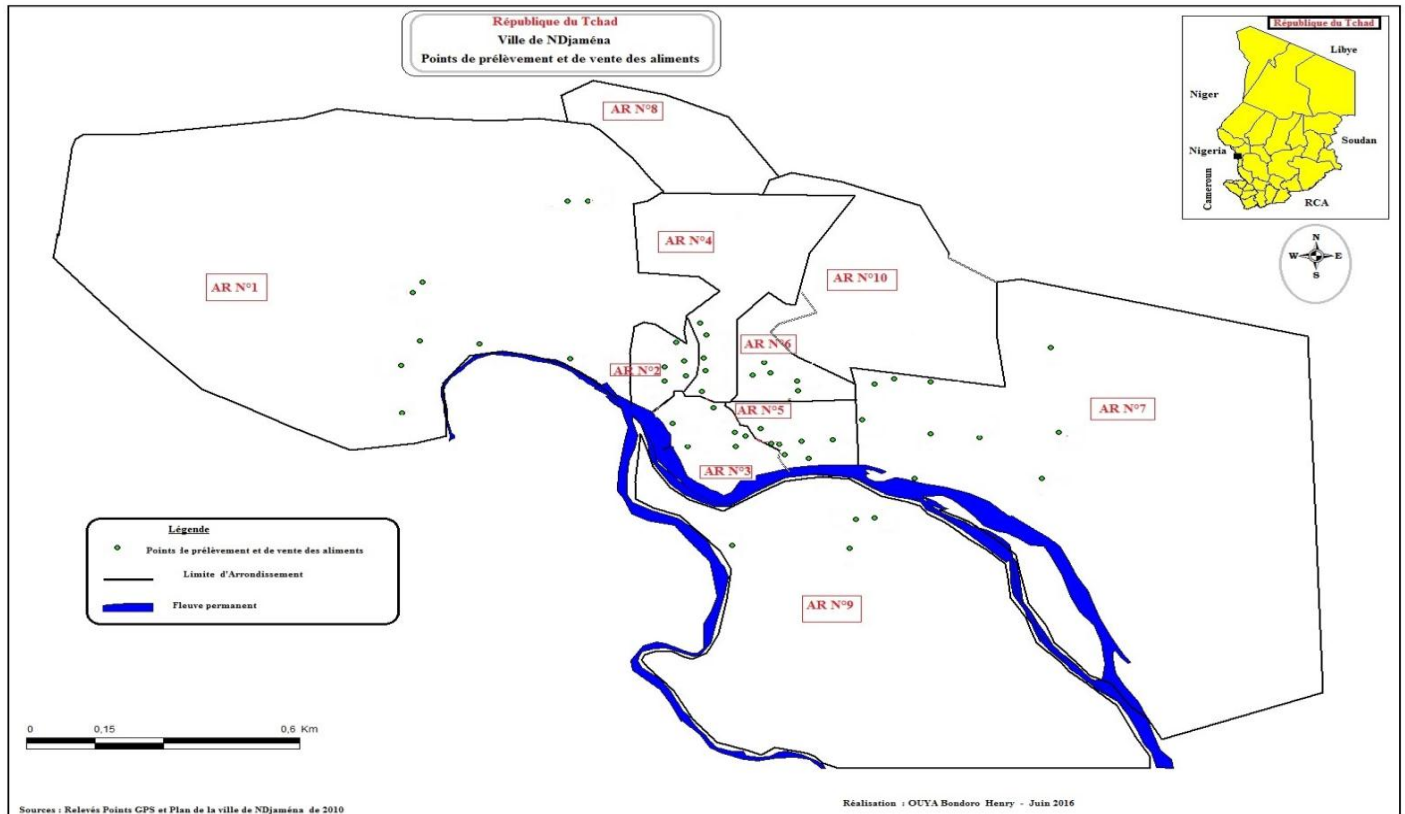 République du Tchad
Ville de NDjaména
Points de prélèvement et de vente des aliments
République du Tchad
Libye
Niger
Soudan
Nigeria
Cameroun
RCA
N
W E
S
AR N°8
AR N°4
AR N°1
AR N°10
AR N°6
AR N°2
AR N°5
AR N°7
AR N°3
AR N°9
Légende
Points de prélèvement et de vente des aliments
Limite d'Arrondissement
Fleuve permanent
0 0,15 0,6 Km
Sources : Relevés Points GPS et Plan de la ville de NDjaména de 2010
Réalisation : OUYA Bondoro Henry - Juin 2016